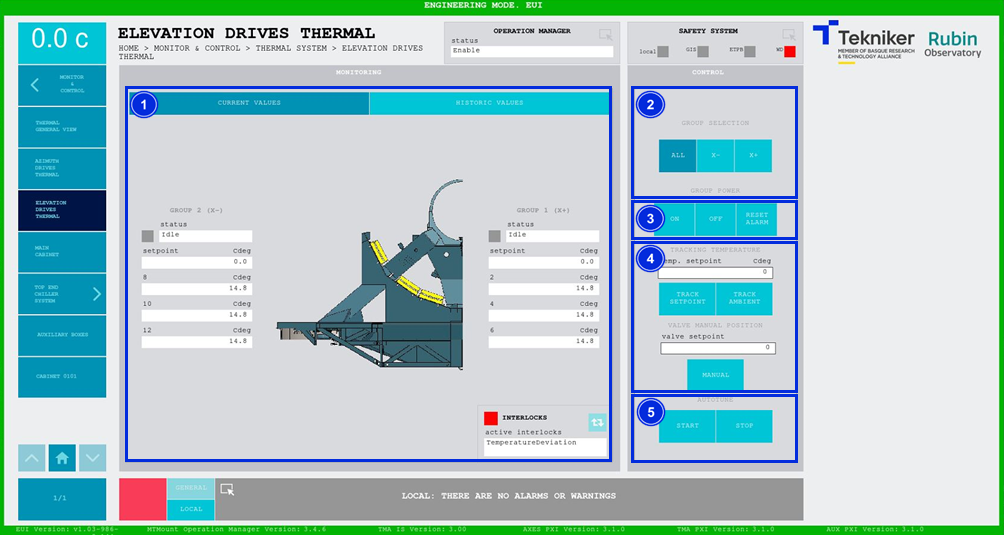 ENGINEERING MODE. EUI
0.0 c
ELEVATION DRIVES THERMAL
HOME > MONITOR & CONTROL > THERMAL SYSTEM > ELEVATION DRIVES
THERMAL
OPERATION MANAGER
status
Enable
SAFETY SYSTEM
local
GIS
ETPB
WD
Tekniker
MEMBER OF BASQUE RESEARCH
& TECHNOLOGY ALLIANCE
Rubin
Observatory
MONITOR
&
CONTROL
THERMAL
GENERAL VIEW
AZIMUTH
DRIVES
THERMAL
ELEVATION
DRIVES
THERMAL
MAIN
CABINET
TOP END
CHILLER
SYSTEM
AUXILIARY BOXES
CABINET 0101
1/1
MONITORING
1
CURRENT VALUES
HISTORIC VALUES
GROUP 2 (X-)
status
Idle
setpoint Cdeg
0.0
8 Cdeg
14.8
10 Cdeg
14.8
12 Cdeg
14.8
GROUP 1 (X+)
status
Idle
setpoint Cdeg
0.0
2 Cdeg
14.8
4 Cdeg
14.8
6 Cdeg
14.8
INTERLOCKS
active interlocks
TemperatureDeviation
CONTROL
2
GROUP SELECTION
ALL
X-
X+
GROUP POWER
3
ON
OFF
RESET
ALARM
4
TRACKING TEMPERATURE
emp. setpoint Cdeg
0
TRACK
SETPOINT
TRACK
AMBIENT
VALVE MANUAL POSITION
valve setpoint
0
MANUAL
5
AUTOTUNE
START
STOP
GENERAL
LOCAL
LOCAL: THERE ARE NO ALARMS OR WARNINGS
EUI Version: v1.03-986-
MTMount Operation Manager Version: 3.4.6
TMA IS Version: 3.00
AXES PXI Version: 3.1.0
TMA PXI Version: 3.1.0
AUX PXI Version: 3.1.0